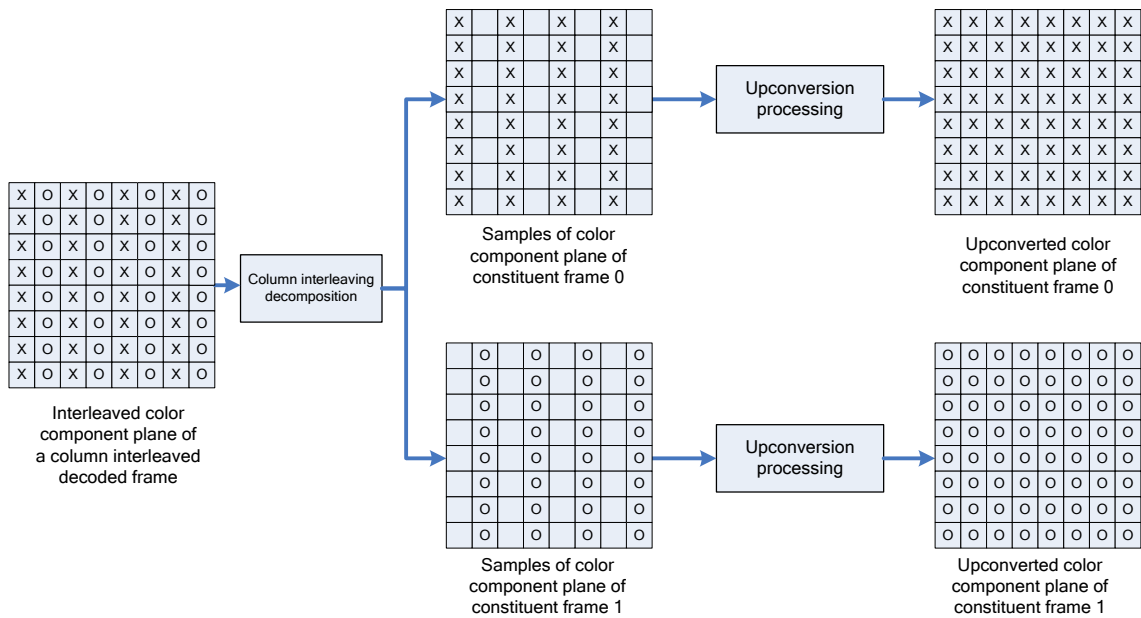 X X X X
X X X X
X X X X
X X X X
X X X X
X X X X
X X X X
X X X X
Samples of color
component plane of
constituent frame 0
Upconversion
processing
X X X X X X X X
X X X X X X X X
X X X X X X X X
X X X X X X X X
X X X X X X X X
X X X X X X X X
X X X X X X X X
X X X X X X X X
Upconverted color
component plane of
constituent frame 0
X O X O X O X O
X O X O X O X O
X O X O X O X O
X O X O X O X O
X O X O X O X O
X O X O X O X O
X O X O X O X O
X O X O X O X O
Interleaved color
component plane of
a column interleaved
decoded frame
Column interleaving
decomposition
O O O O
O O O O
O O O O
O O O O
O O O O
O O O O
O O O O
O O O O
Samples of color
component plane of
constituent frame 1
Upconversion
processing
O O O O O O O O
O O O O O O O O
O O O O O O O O
O O O O O O O O
O O O O O O O O
O O O O O O O O
O O O O O O O O
O O O O O O O O
Upconverted color
component plane of
constituent frame 1